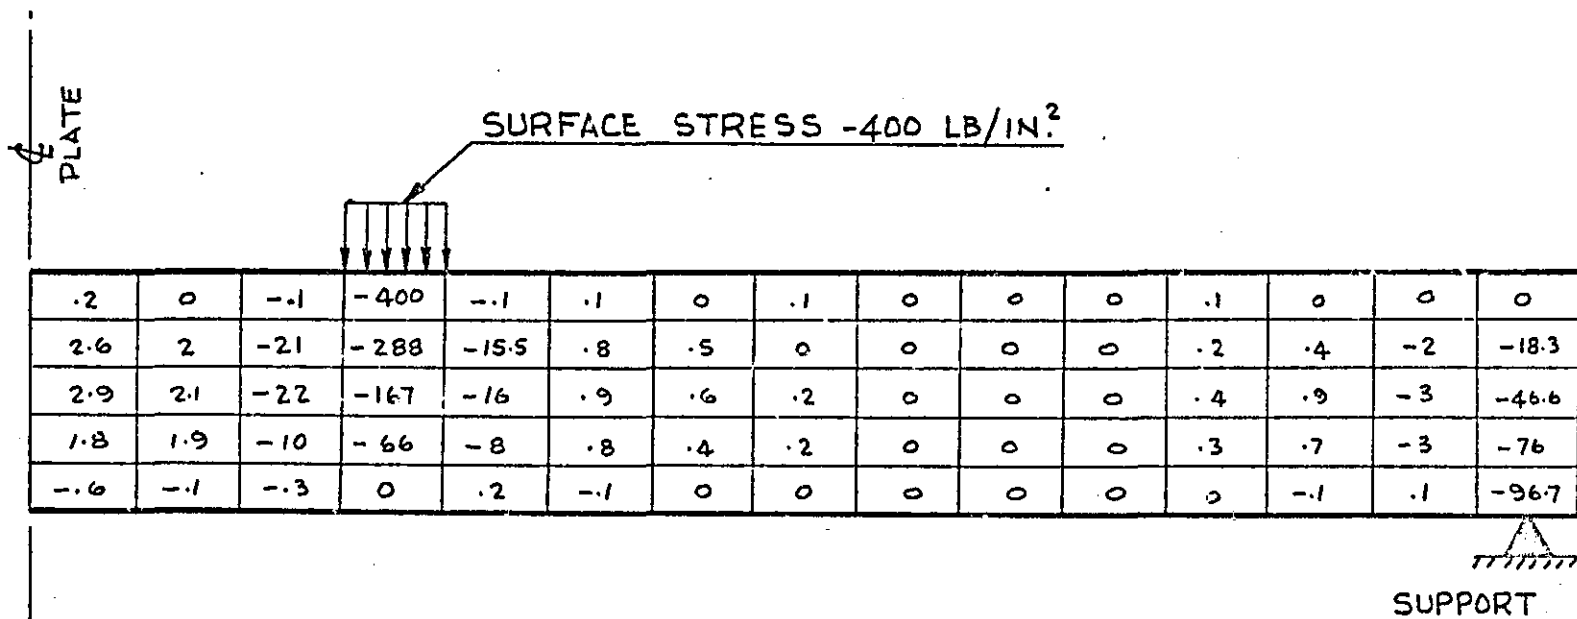 ℄ PLATE
SURFACE STRESS -400 LB/IN.²
.2 0 -.1 -400 -.1 .1 0 .1 0 0 0 .1 0 0 0
2.6 2 -21 -288 -15.5 .8 .5 0 0 0 0 .2 .4 -2 -18.3
2.9 2.1 -22 -167 -16 .9 .6 .2 0 0 0 .4 .9 -3 -46.6
1.8 1.9 -10 -66 -8 .8 .4 .2 0 0 0 .3 .7 -3 -76
-.6 -.1 -.3 0 .2 -.1 0 0 0 0 0 0 -.1 .1 -96.7
SUPPORT